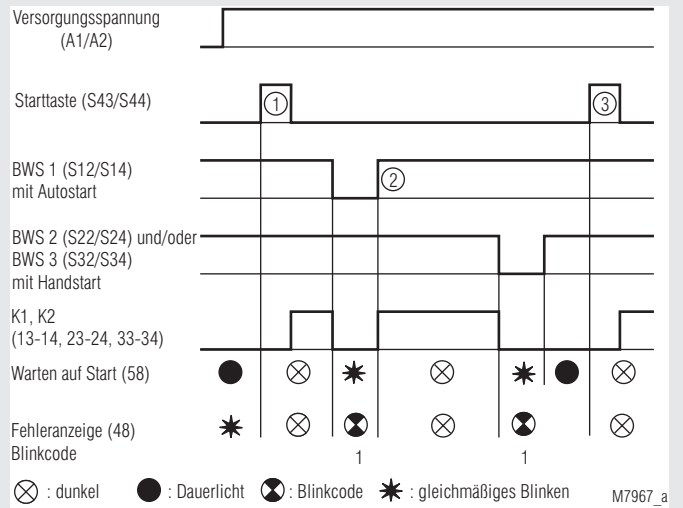 Versorgungsspannung
(A1/A2)
Starttaste (S43/S44)
1
3
BWS 1 (S12/S14)
mit Autostart
2
BWS 2 (S22/S24) und/oder
BWS 3 (S32/S34)
mit Handstart
K1, K2
(13-14, 23-24, 33-34)
Warten auf Start (58)
Fehleranzeige (48)
Blinkcode
1
1
: dunkel : Dauerlicht : Blinkcode : gleichmäßiges Blinken
M7967_a